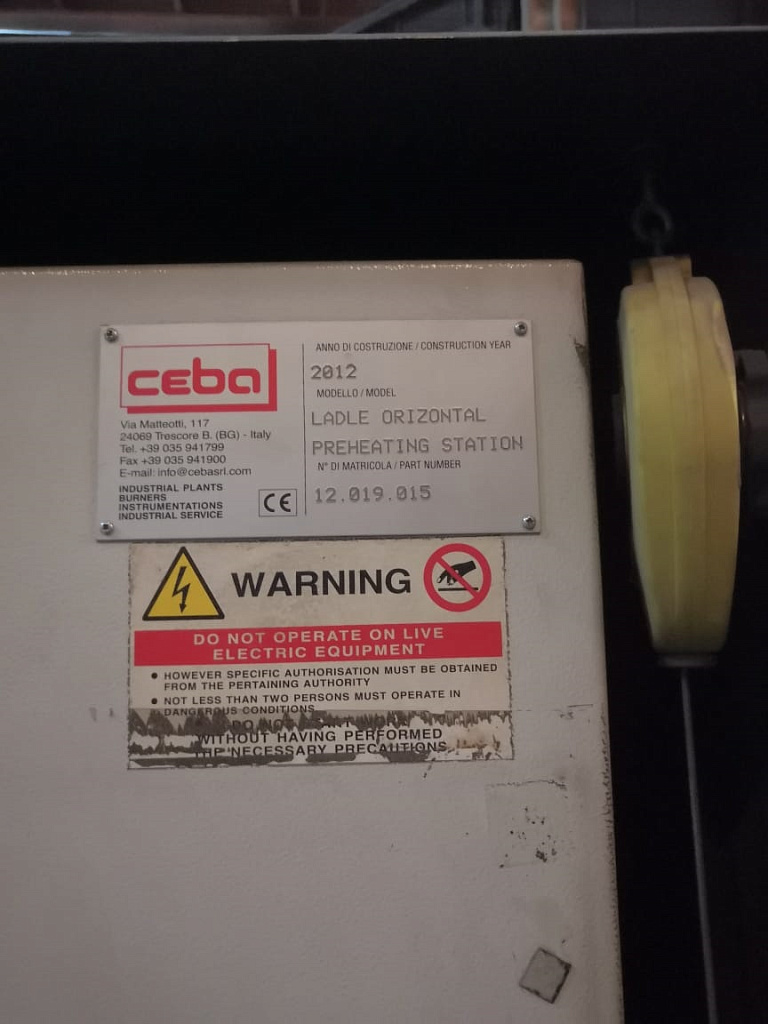 ceba
Via Matteotti, 117
24069 Trescore B. (BG) - Italy
Tel. +39 035 941799
Fax +39 035 941900
E-mail: info@cebasrl.com
INDUSTRIAL PLANTS
BURNERS
INSTRUMENTATIONS
INDUSTRIAL SERVICE
CE
ANNO DI COSTRUZIONE / CONSTRUCTION YEAR
2012
MODELLO / MODEL
LADLE ORIZONTAL
PREHEATING STATION
N° DI MATRICOLA / PART NUMBER
12.019.015
WARNING
DO NOT OPERATE ON LIVE
ELECTRIC EQUIPMENT
• HOWEVER SPECIFIC AUTHORISATION MUST BE OBTAINED
FROM THE PERTAINING AUTHORITY
• NOT LESS THAN TWO PERSONS MUST OPERATE IN
DANGEROUS CONDITIONS
DO NOT
WITHOUT HAVING PERFORMED
THE NECESSARY PRECAUTIONS